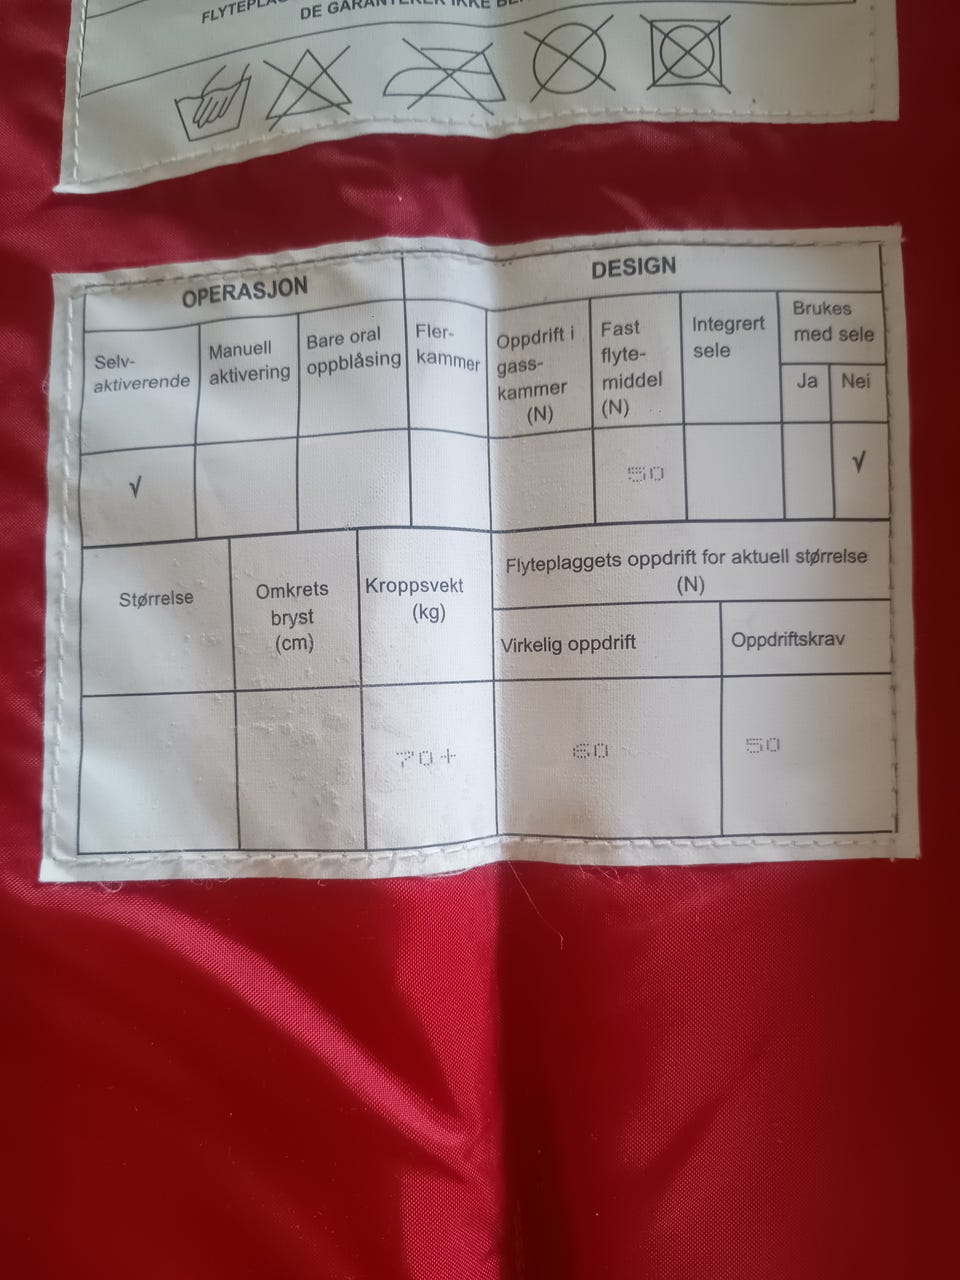 DE GARANTERER IKKE
OPERASJON
DESIGN
Selv-
aktiverende
Manuell
aktivering
Bare oral
oppblåsing
Fler-
kammer
Oppdrift i
gass-
kammer
(N)
Fast
flyte-
middel
(N)
Integrert
sele
Brukes
med sele
Ja
Nei
√
50
√
Størrelse
Omkrets
bryst
(cm)
Kroppsvekt
(kg)
Flyteplaggets oppdrift for aktuell størrelse
(N)
Virkelig oppdrift
Oppdriftskrav
70+
60
50